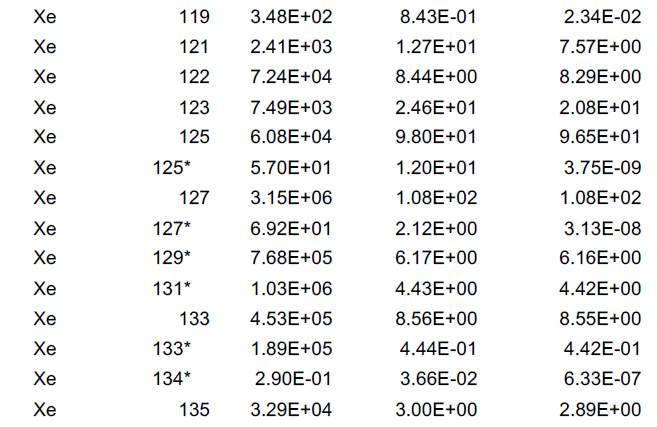 Xe 119 3.48E+02 8.43E-01 2.34E-02
Xe 121 2.41E+03 1.27E+01 7.57E+00
Xe 122 7.24E+04 8.44E+00 8.29E+00
Xe 123 7.49E+03 2.46E+01 2.08E+01
Xe 125 6.08E+04 9.80E+01 9.65E+01
Xe 125* 5.70E+01 1.20E+01 3.75E-09
Xe 127 3.15E+06 1.08E+02 1.08E+02
Xe 127* 6.92E+01 2.12E+00 3.13E-08
Xe 129* 7.68E+05 6.17E+00 6.16E+00
Xe 131* 1.03E+06 4.43E+00 4.42E+00
Xe 133 4.53E+05 8.56E+00 8.55E+00
Xe 133* 1.89E+05 4.44E-01 4.42E-01
Xe 134* 2.90E-01 3.66E-02 6.33E-07
Xe 135 3.29E+04 3.00E+00 2.89E+00